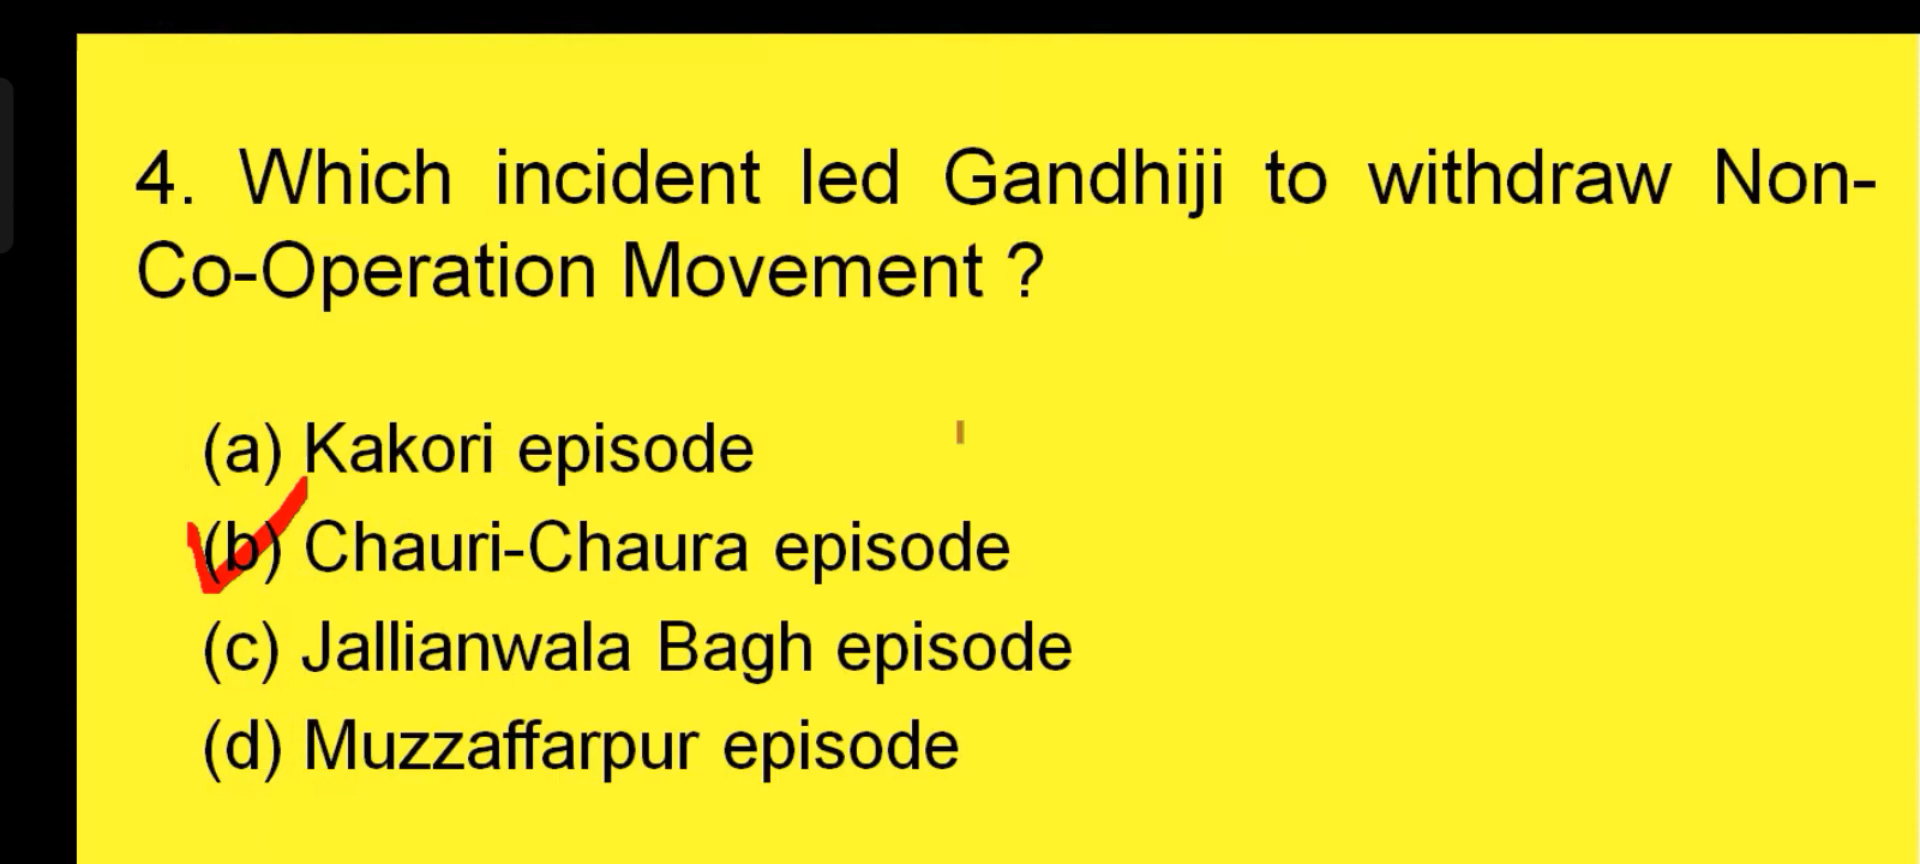 4. Which incident led Gandhiji to withdraw Non-
Co-Operation Movement ?
(a) Kakori episode
(b) Chauri-Chaura episode
(c) Jallianwala Bagh episode
(d) Muzzaffarpur episode